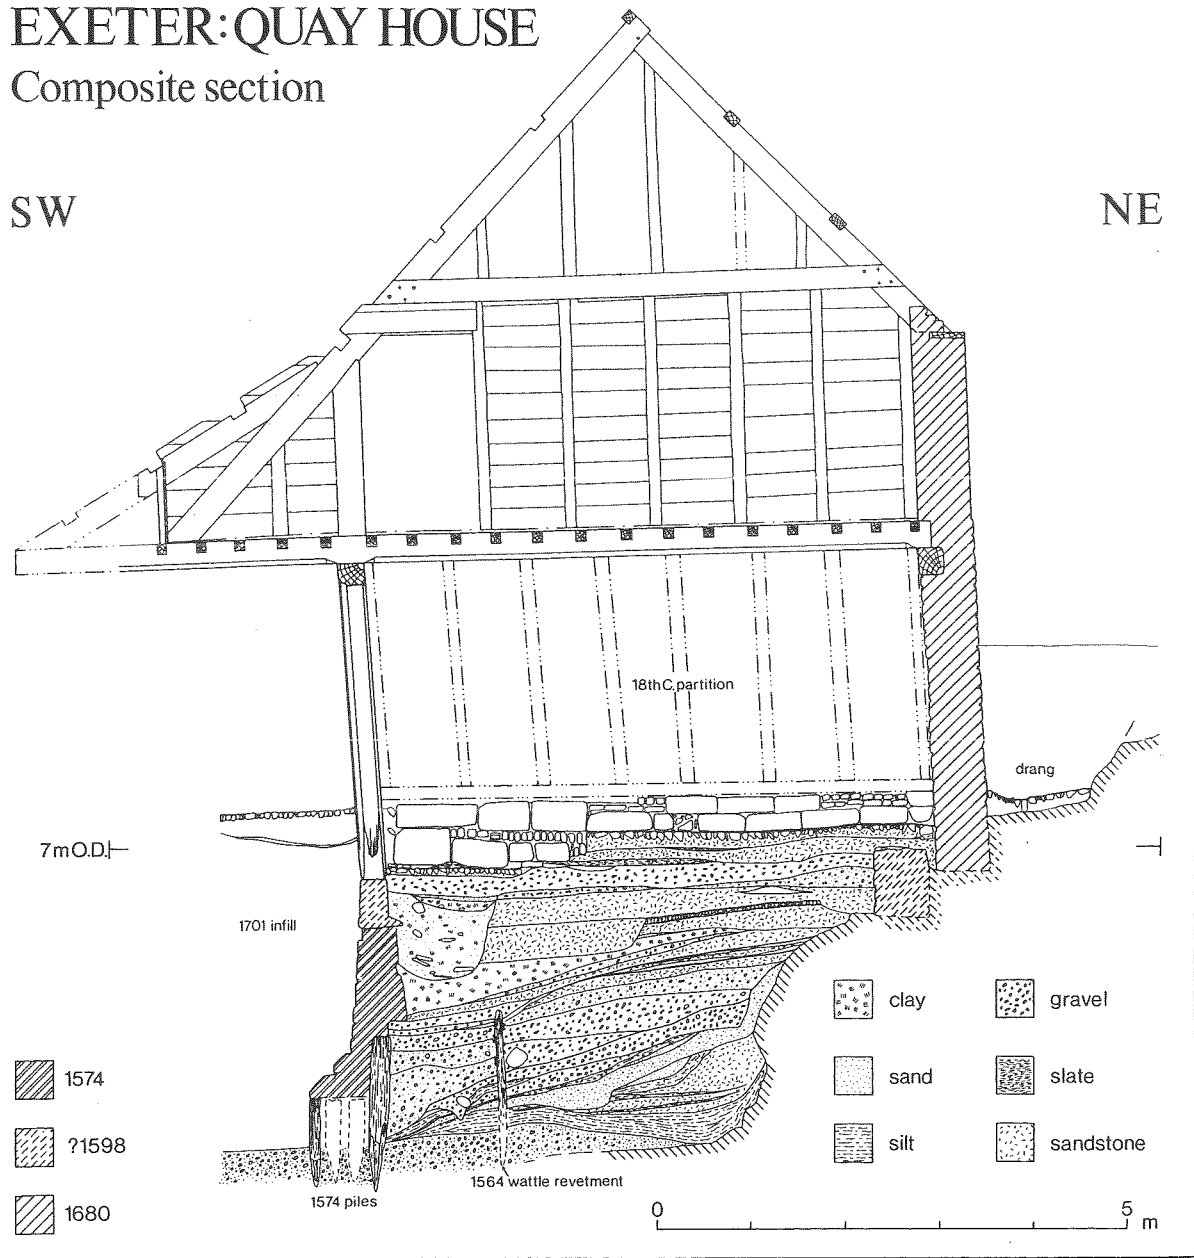 EXETER:QUAY HOUSE
Composite section
SW
NE
18thC.partition
drang
7mO.D.
1701 infill
clay
gravel
1574
sand
slate
?1598
silt
sandstone
1564 wattle revetment
1574 piles
1680
0
5
m